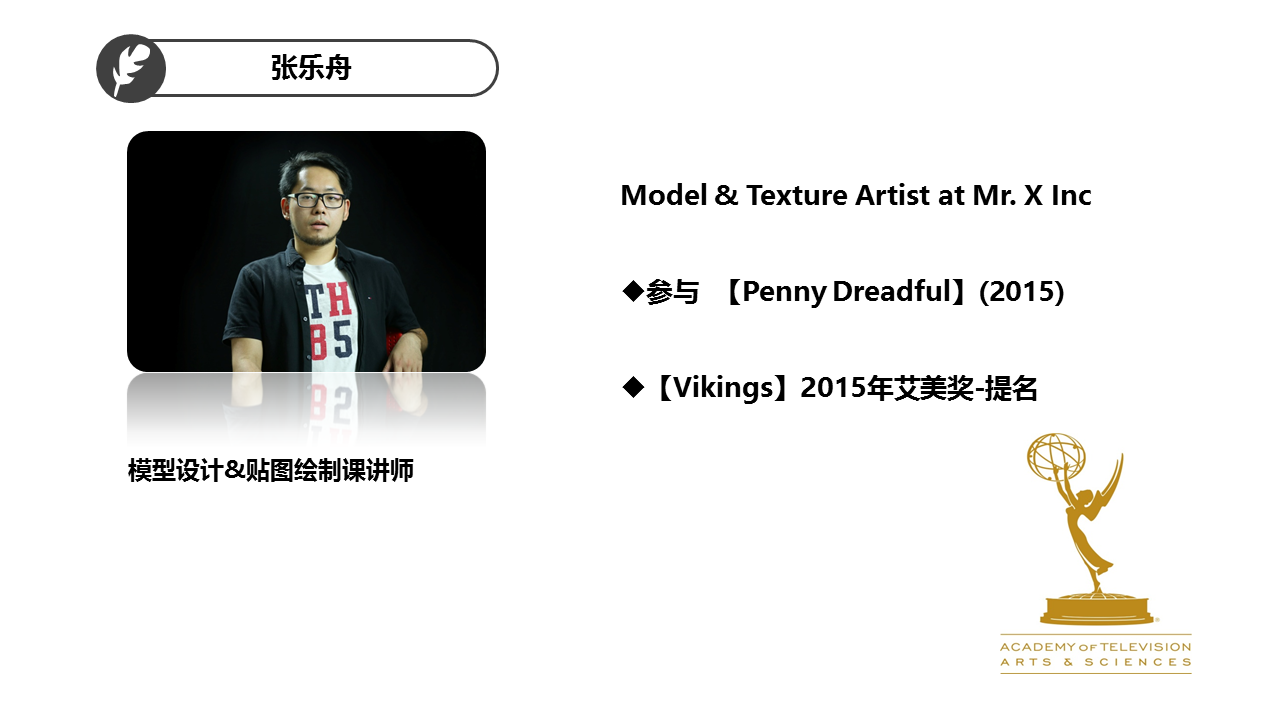 张乐舟
TH
85
Model & Texture Artist at Mr. X Inc
◆参与 【Penny Dreadful】(2015)
◆【Vikings】2015年艾美奖-提名
模型设计&贴图绘制课讲师
ACADEMY OF TELEVISION
ARTS & SCIENCES